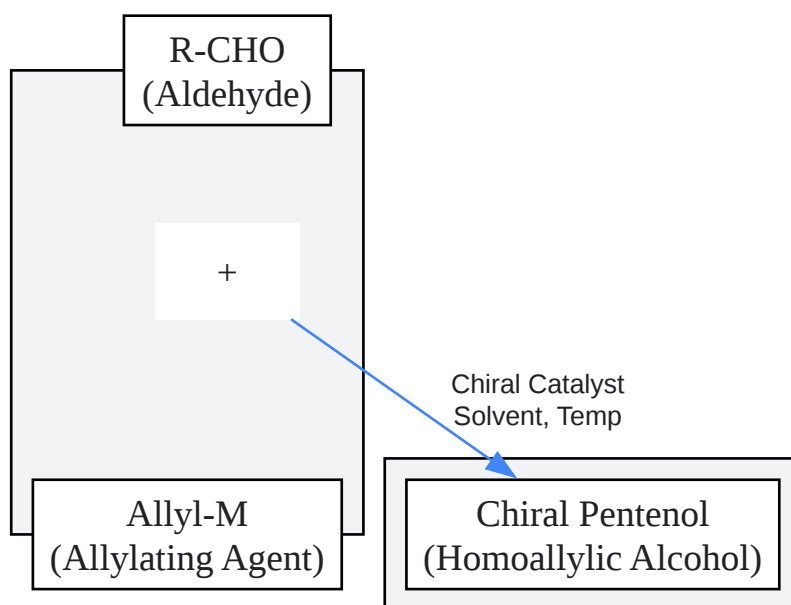 R-CHO
(Aldehyde)
+
Chiral Catalyst
Solvent, Temp
Allyl-M
(Allylating Agent)
Chiral Pentenol
(Homoallylic Alcohol)